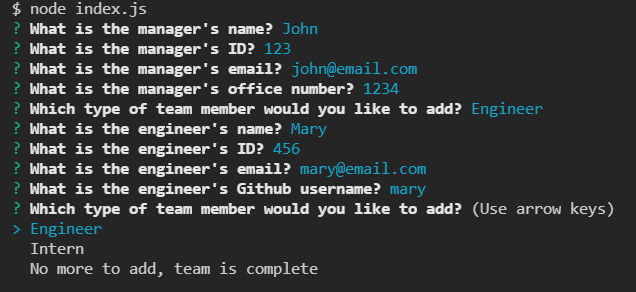 $ node index.js
? What is the manager's name? John
? What is the manager's ID? 123
? What is the manager's email? john@email.com
? What is the manager's office number? 1234
? Which type of team member would you like to add? Engineer
? What is the engineer's name? Mary
? What is the engineer's ID? 456
? What is the engineer's email? mary@email.com
? What is the engineer's Github username? mary
? Which type of team member would you like to add? (Use arrow keys)
> Engineer
Intern
No more to add, team is complete